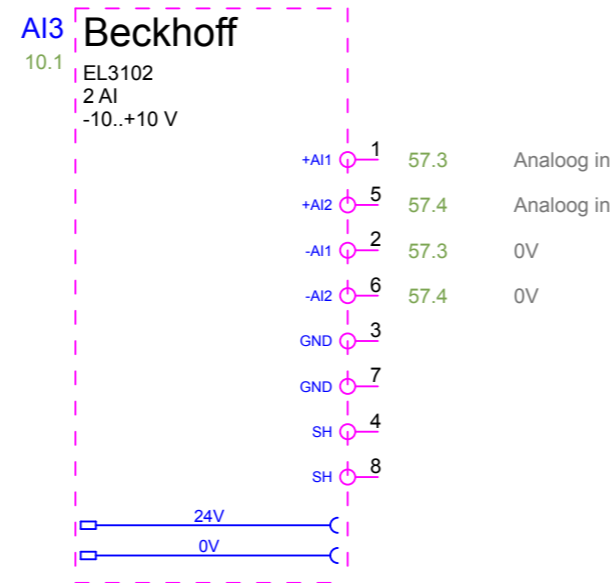 AI3 Beckhoff
10.1
EL3102
2 AI
-10..+10 V
+AI1 1 57.3 Analoog in
+AI2 5 57.4 Analoog in
-AI1 2 57.3 0V
-AI2 6 57.4 0V
GND 3
GND 7
SH 4
SH 8
24V
0V